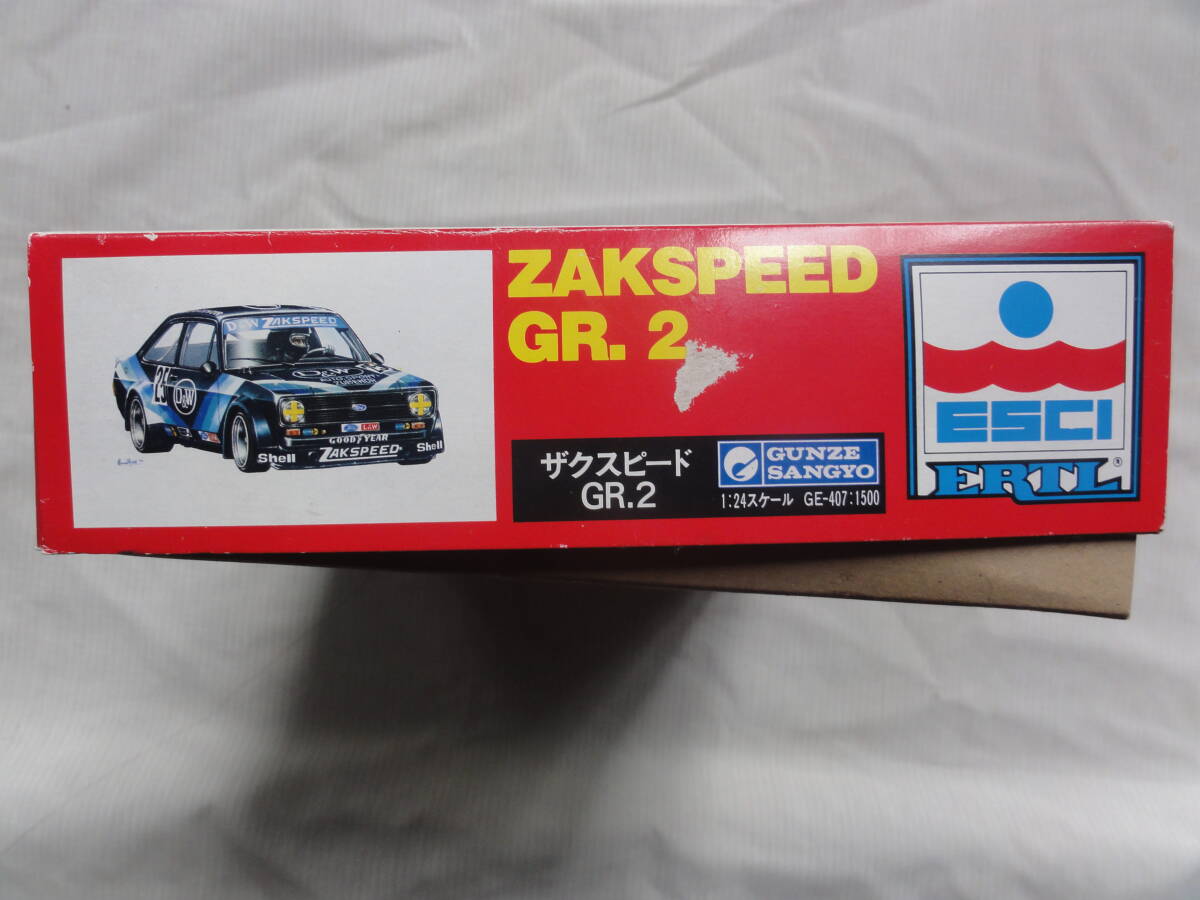 ZAKSPEED
GR. 2
ザクスピード
GR.2
GUNZE
SANGYO
1:24スケール GE-407:1500
ESCI
ERTL®
D&W ZAKSPEED
D&W
25
D&W
GOODYEAR
Shell
ZAKSPEED
Shell